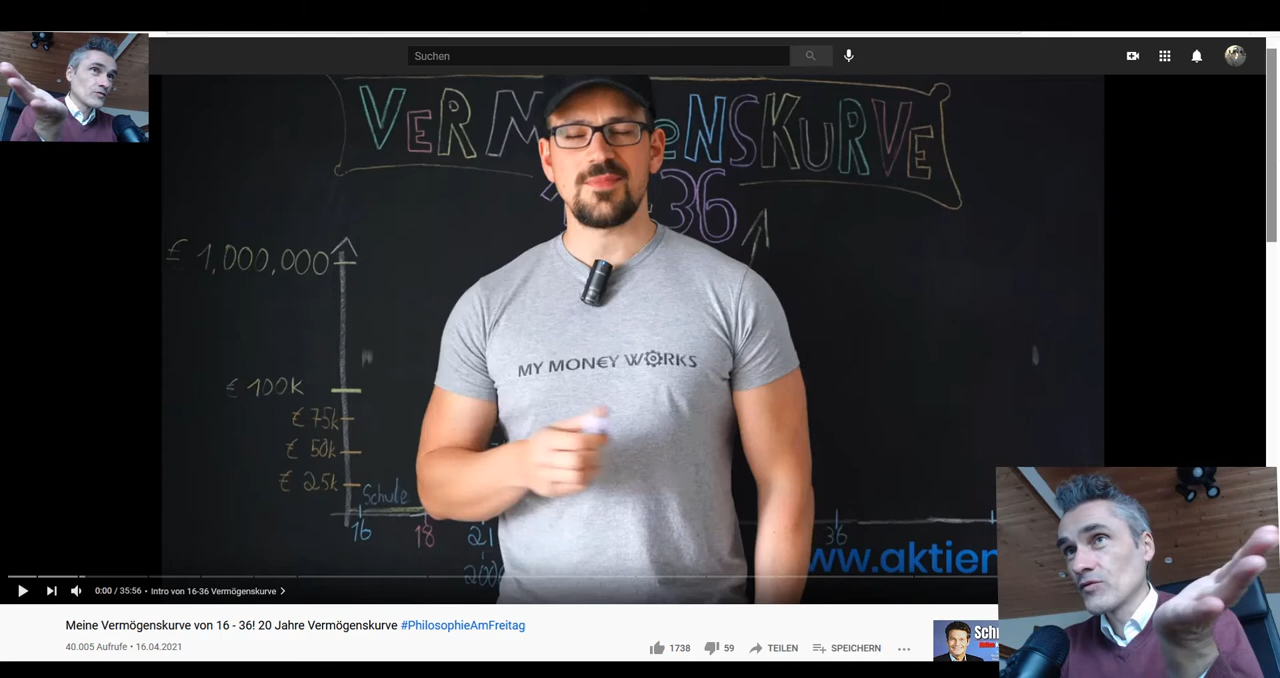 Suchen
VERM ENSKURVE
36
€ 1,000,000
€ 100k
€ 75k
€ 50k
€ 25k
Schule
16 18 21 36
MY MONEY WORKS
www.aktien
0:00 / 35:56 • Intro von 16-36 Vermögenskurve
Meine Vermögenskurve von 16 - 36! 20 Jahre Vermögenskurve #PhilosophieAmFreitag
40.005 Aufrufe • 16.04.2021
1738 59 TEILEN SPEICHERN